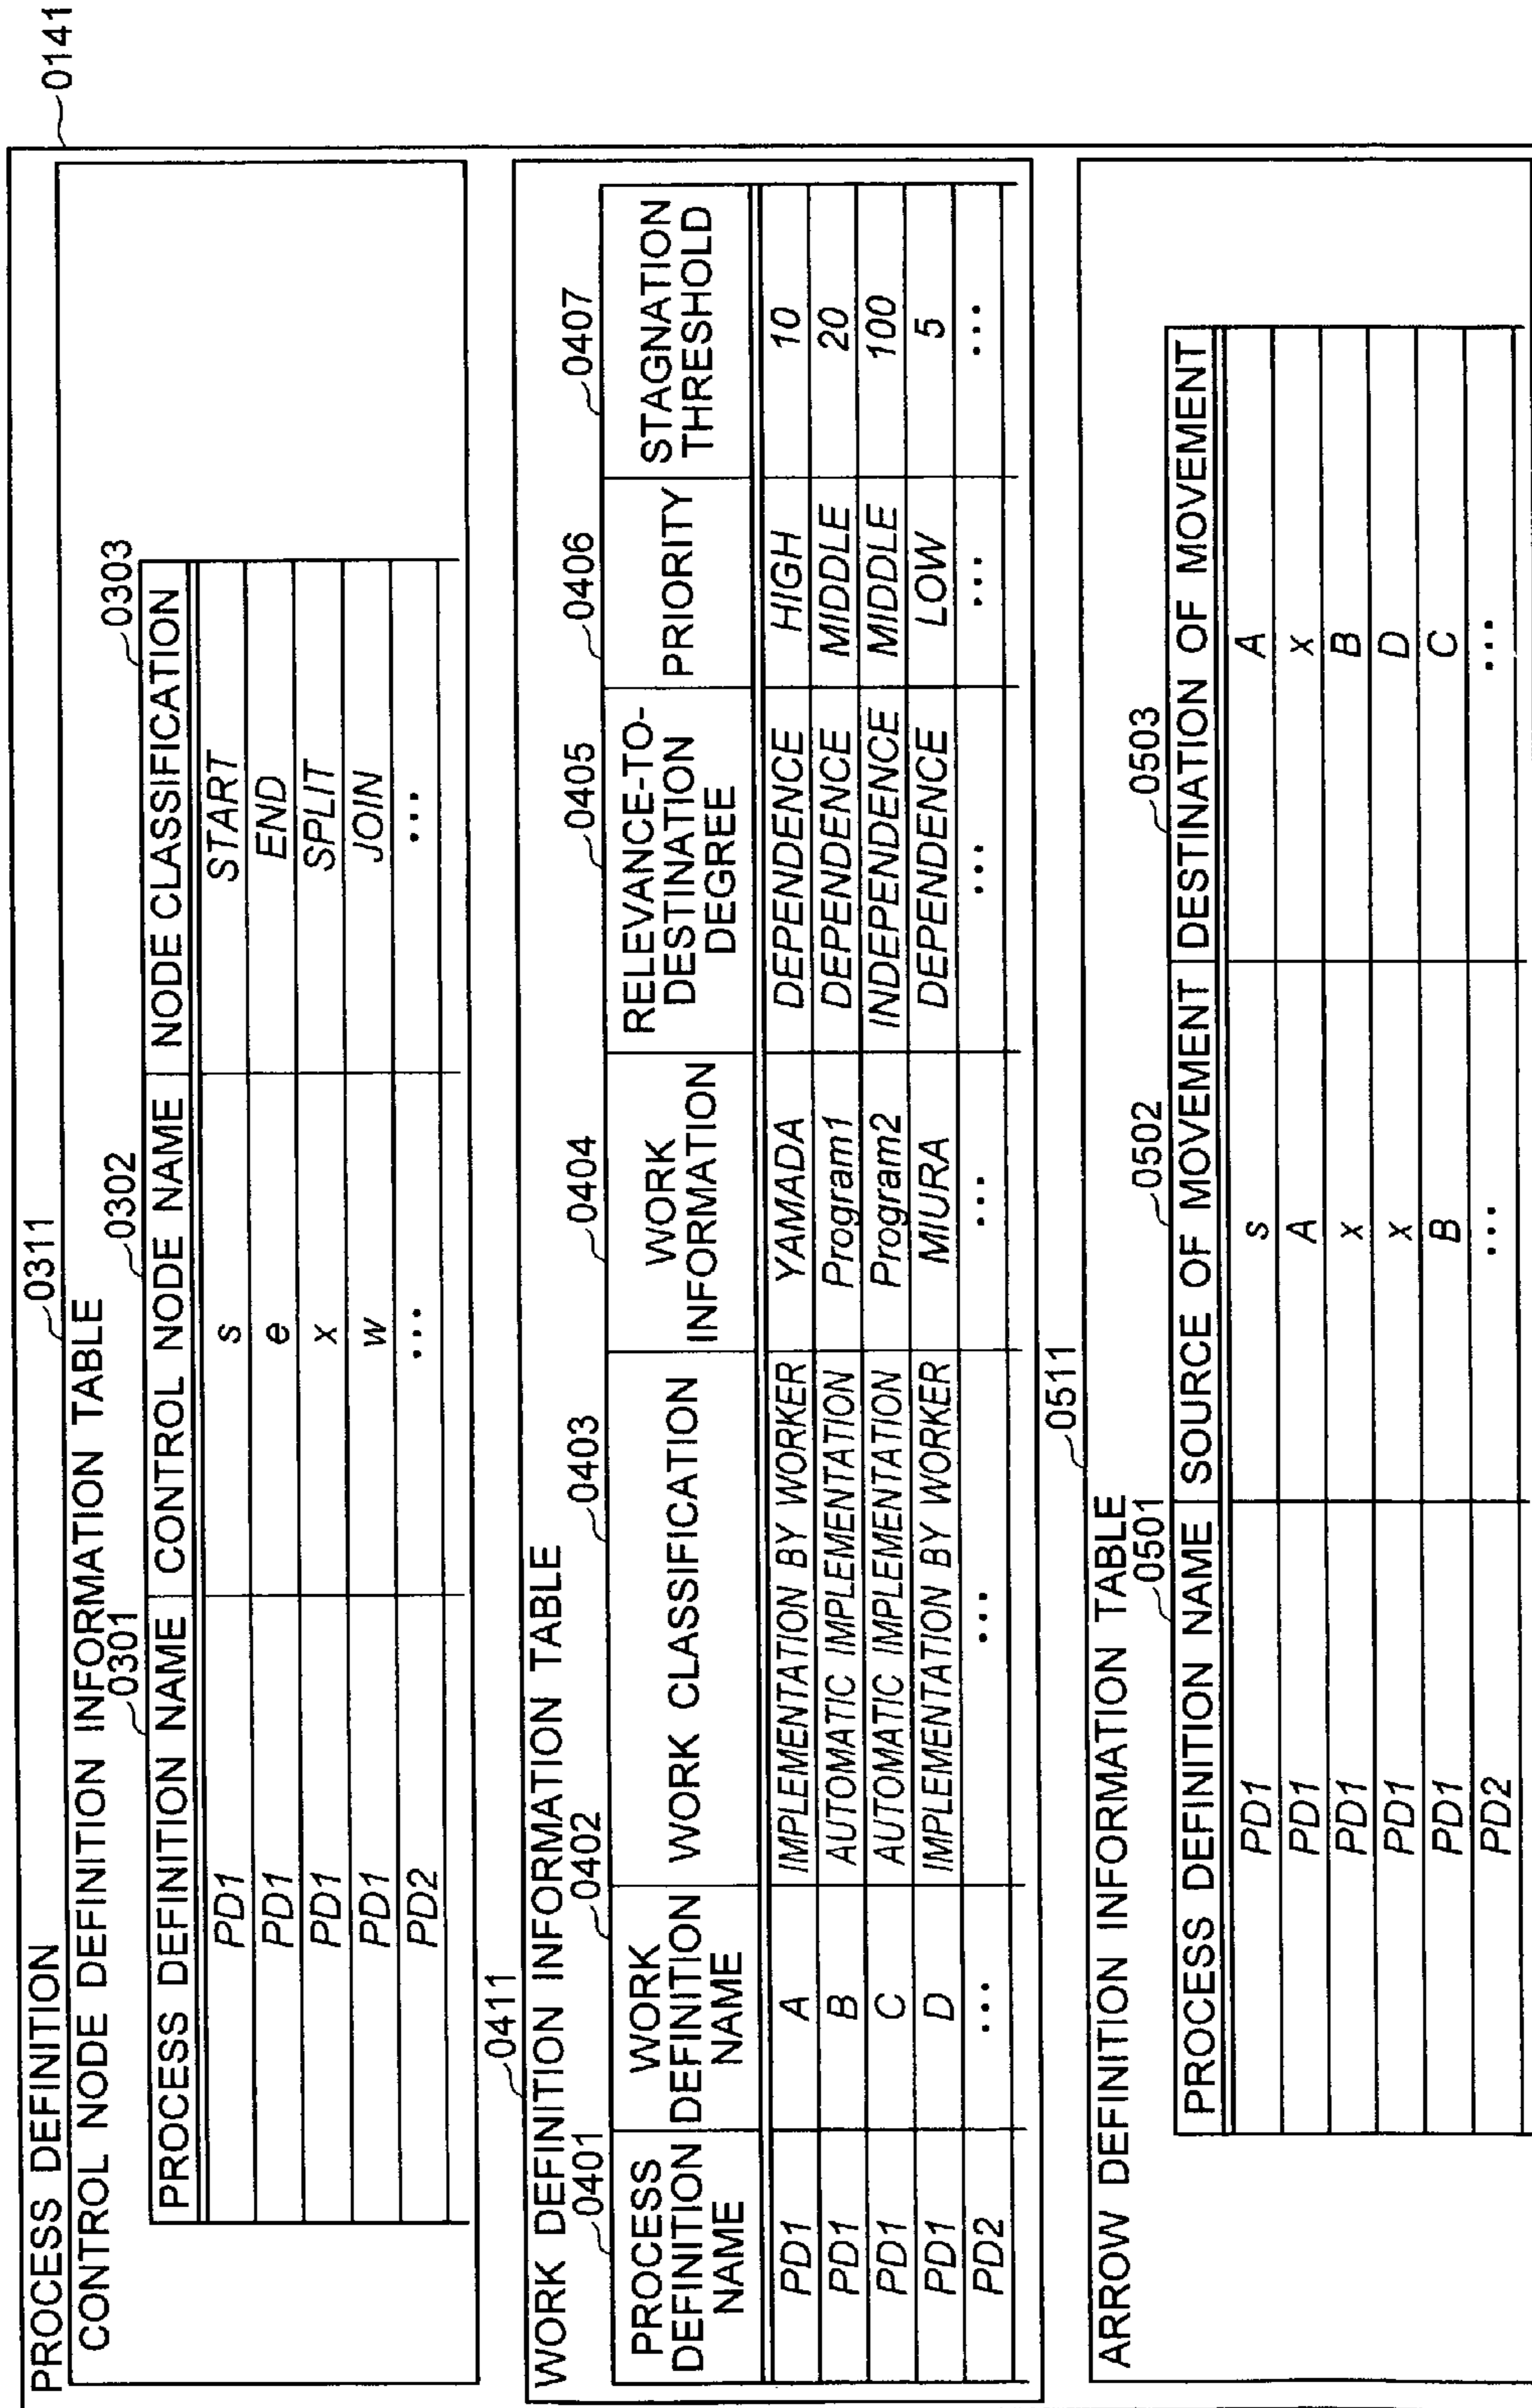 0141
PROCESS DEFINITION
0311
CONTROL NODE DEFINITION INFORMATION TABLE
0301 0302 0303
PROCESS DEFINITION NAME CONTROL NODE NAME NODE CLASSIFICATION
PD1 s START
PD1 e END
PD1 x SPLIT
PD1 w JOIN
PD2 ... ...
0411
WORK DEFINITION INFORMATION TABLE
0401 0402 0403 0404 0405 0406 0407
PROCESS DEFINITION NAME WORK DEFINITION NAME WORK CLASSIFICATION WORK INFORMATION RELEVANCE-TO-DESTINATION DEGREE PRIORITY STAGNATION THRESHOLD
PD1 A IMPLEMENTATION BY WORKER YAMADA DEPENDENCE HIGH 10
PD1 B AUTOMATIC IMPLEMENTATION Program1 DEPENDENCE MIDDLE 20
PD1 C AUTOMATIC IMPLEMENTATION Program2 INDEPENDENCE MIDDLE 100
PD1 D IMPLEMENTATION BY WORKER MIURA DEPENDENCE LOW 5
PD2 ... ... ... ... ... ...
0511
ARROW DEFINITION INFORMATION TABLE
0501 0502 0503
PROCESS DEFINITION NAME SOURCE OF MOVEMENT DESTINATION OF MOVEMENT
PD1 s A
PD1 A x
PD1 x B
PD1 x D
PD1 B C
PD2 ... ...